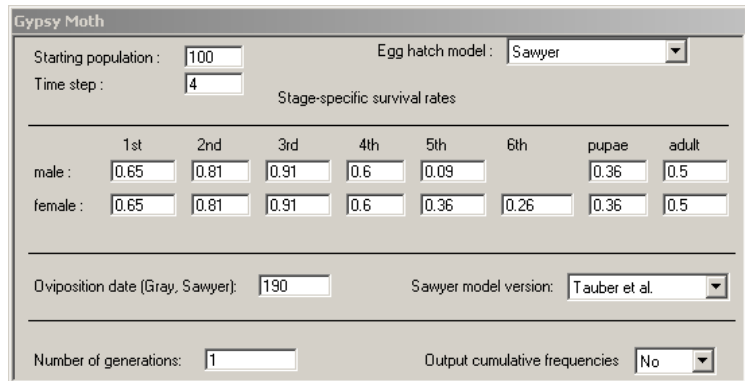 Gypsy Moth
Starting population : 100 Egg hatch model : Sawyer
Time step : 4
Stage-specific survival rates
1st 2nd 3rd 4th 5th 6th pupae adult
male : 0.65 0.81 0.91 0.6 0.09 0.36 0.5
female : 0.65 0.81 0.91 0.6 0.36 0.26 0.36 0.5
Oviposition date (Gray, Sawyer): 190 Sawyer model version: Tauber et al.
Number of generations: 1 Output cumulative frequencies No